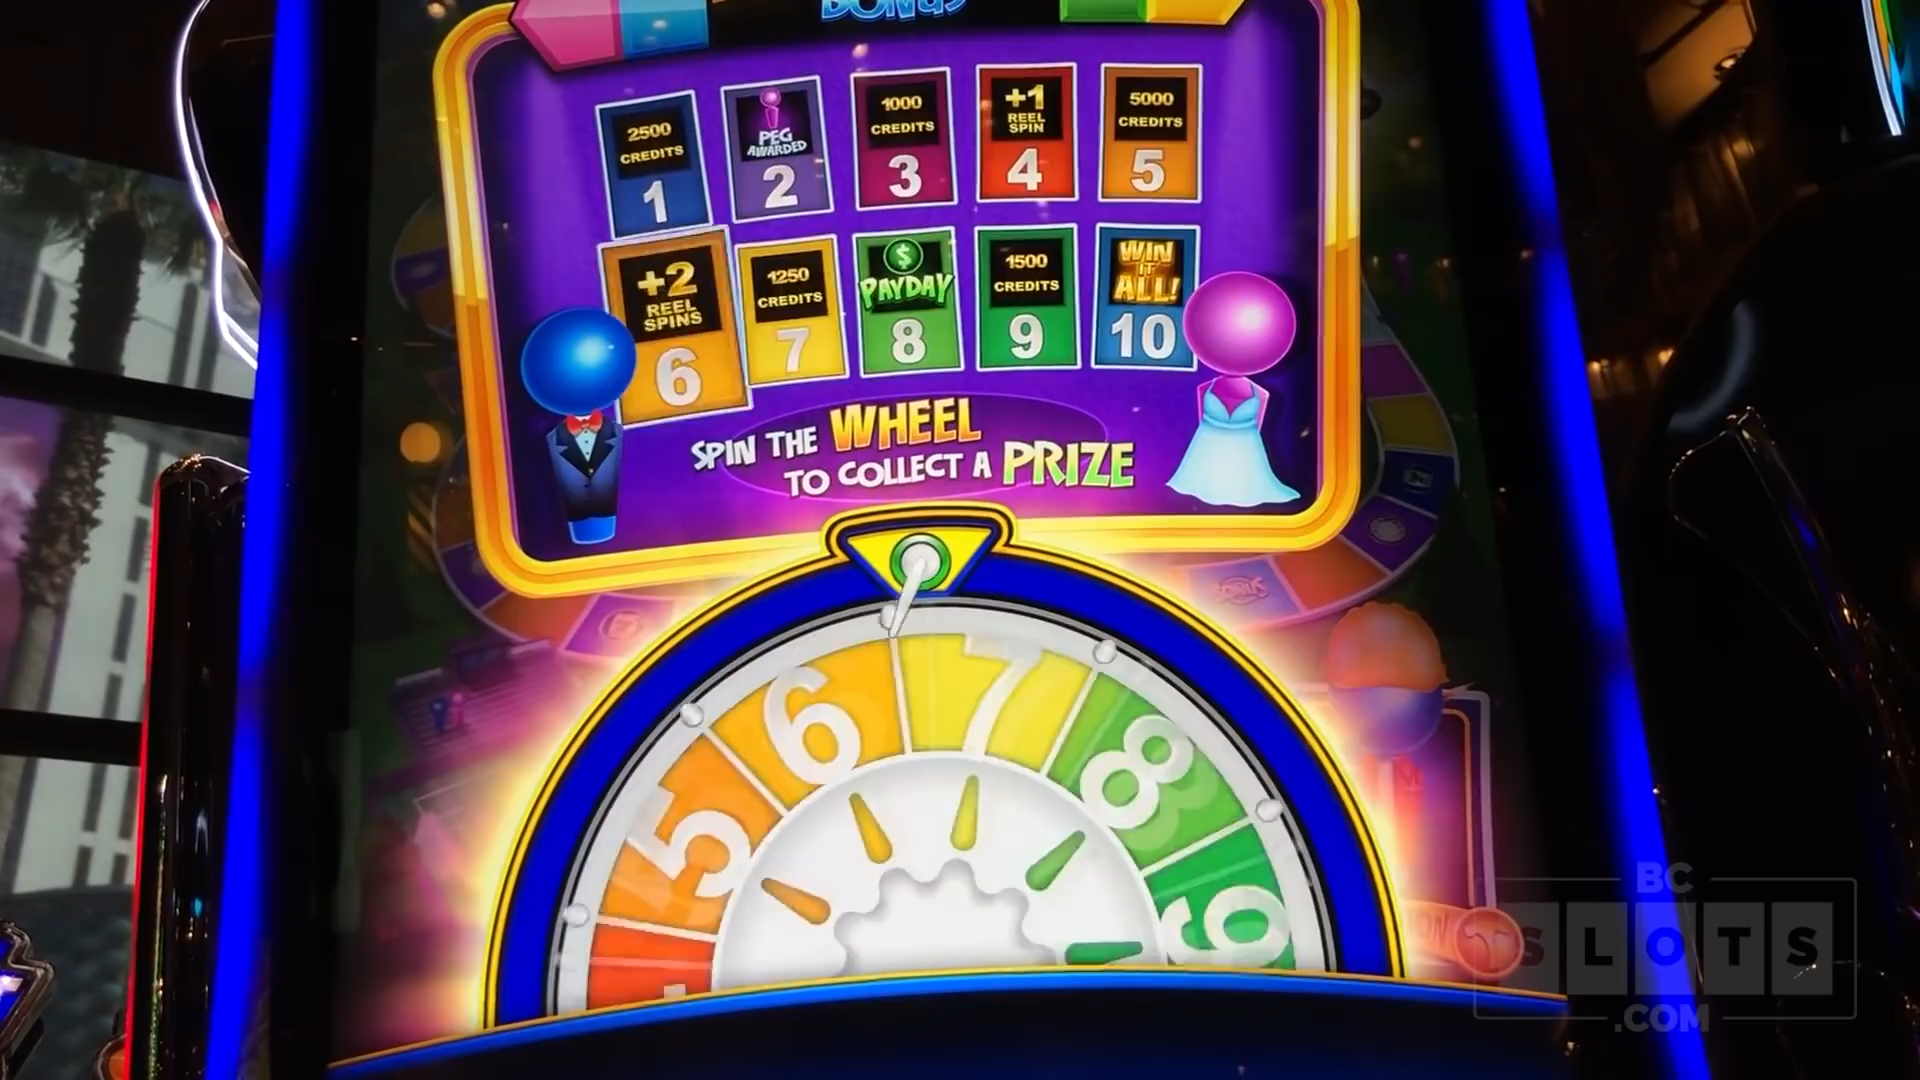 BONUS
2500
CREDITS
1
PEG
AWARDED
2
1000
CREDITS
3
+1
REEL
SPIN
4
5000
CREDITS
5
+2
REEL
SPINS
6
1250
CREDITS
7
$
PAYDAY
8
1500
CREDITS
9
WIN
IT
ALL!
10
SPIN THE WHEEL
TO COLLECT A PRIZE
5
6
7
8
9
BC
SLOTS
.COM